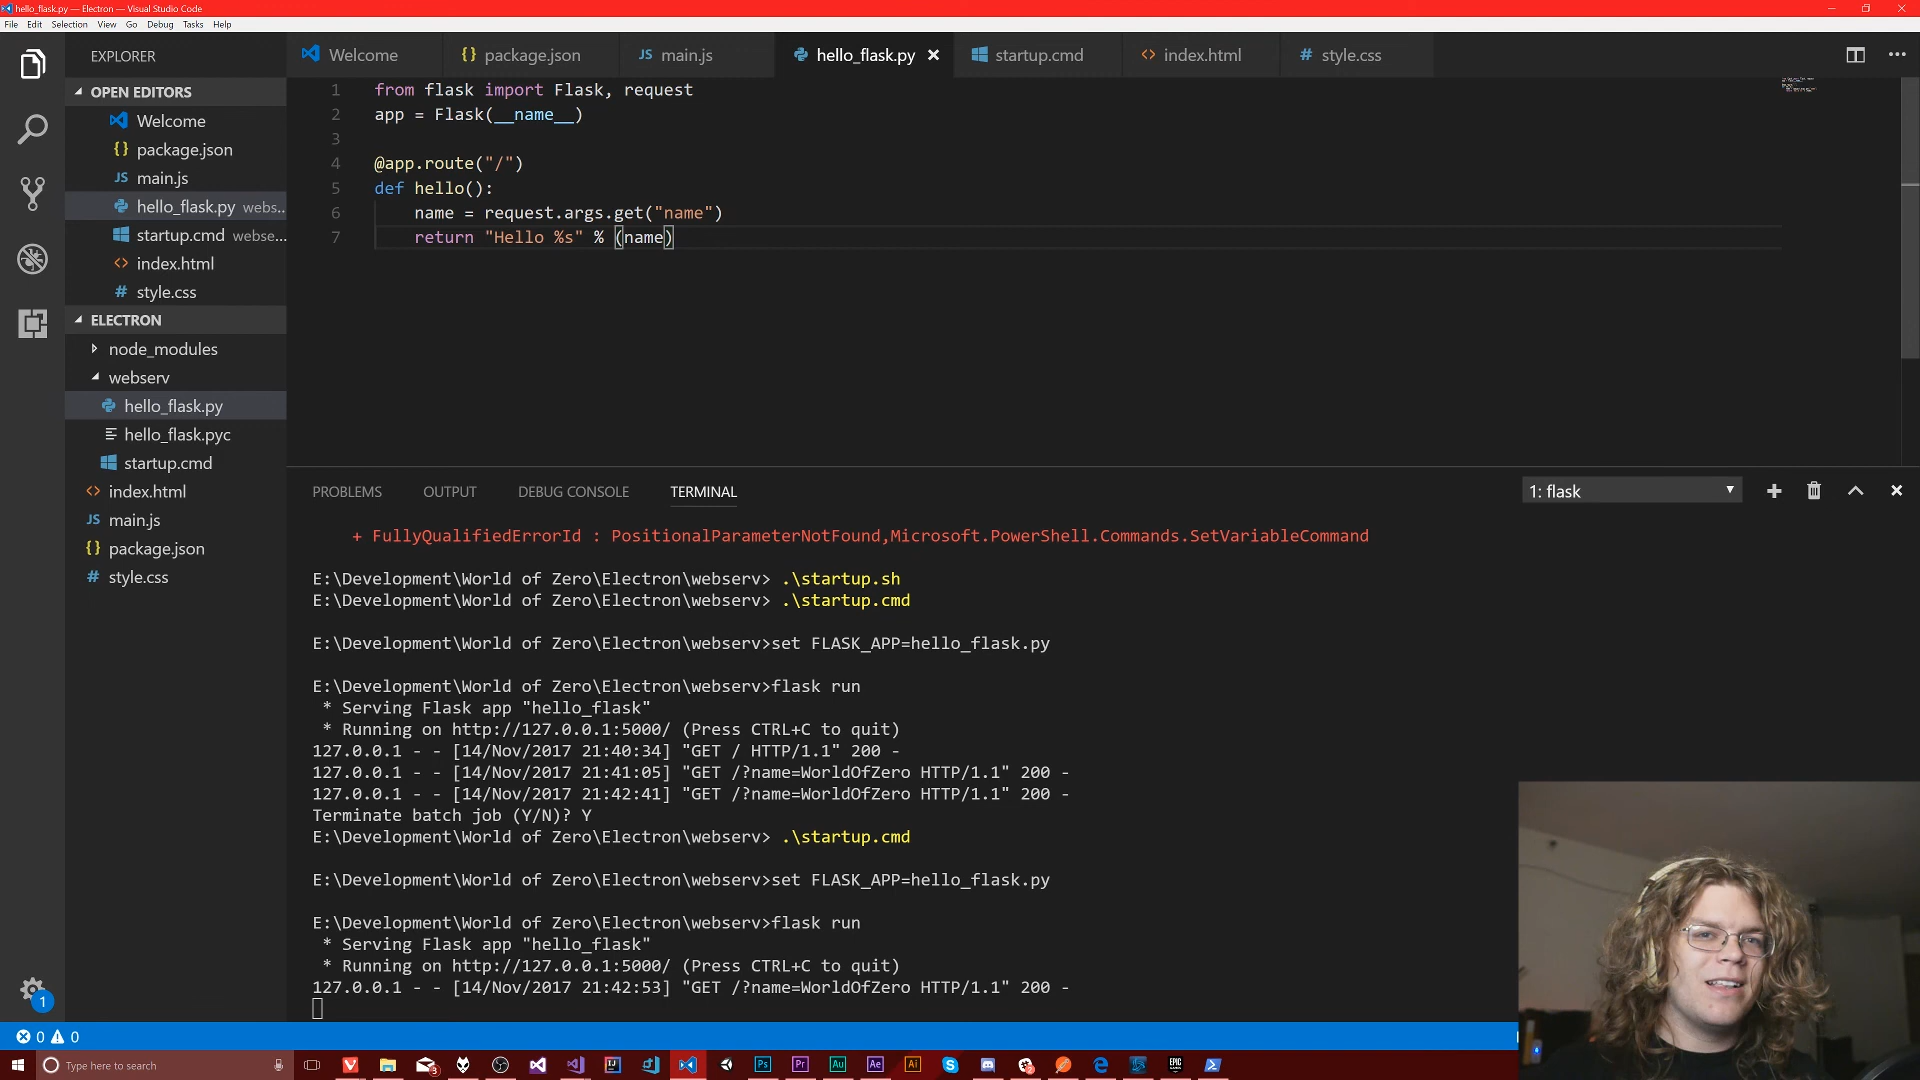 hello_flask.py — Electron — Visual Studio Code
File Edit Selection View Go Debug Tasks Help
EXPLORER
OPEN EDITORS
Welcome
package.json
main.js
hello_flask.py webs...
startup.cmd webse...
index.html
style.css
ELECTRON
node_modules
webserv
hello_flask.py
hello_flask.pyc
startup.cmd
index.html
main.js
package.json
style.css
Welcome package.json main.js hello_flask.py startup.cmd index.html style.css
1 from flask import Flask, request
2 app = Flask(__name__)
3
4 @app.route("/")
5 def hello():
6 name = request.args.get("name")
7 return "Hello %s" % (name)
PROBLEMS OUTPUT DEBUG CONSOLE TERMINAL 1: flask
+ FullyQualifiedErrorId : PositionalParameterNotFound,Microsoft.PowerShell.Commands.SetVariableCommand
E:\Development\World of Zero\Electron\webserv> .\startup.sh
E:\Development\World of Zero\Electron\webserv> .\startup.cmd
E:\Development\World of Zero\Electron\webserv>set FLASK_APP=hello_flask.py
E:\Development\World of Zero\Electron\webserv>flask run
* Serving Flask app "hello_flask"
* Running on http://127.0.0.1:5000/ (Press CTRL+C to quit)
127.0.0.1 - - [14/Nov/2017 21:40:34] "GET / HTTP/1.1" 200 -
127.0.0.1 - - [14/Nov/2017 21:41:05] "GET /?name=WorldOfZero HTTP/1.1" 200 -
127.0.0.1 - - [14/Nov/2017 21:42:41] "GET /?name=WorldOfZero HTTP/1.1" 200 -
Terminate batch job (Y/N)? Y
E:\Development\World of Zero\Electron\webserv> .\startup.cmd
E:\Development\World of Zero\Electron\webserv>set FLASK_APP=hello_flask.py
E:\Development\World of Zero\Electron\webserv>flask run
* Serving Flask app "hello_flask"
* Running on http://127.0.0.1:5000/ (Press CTRL+C to quit)
127.0.0.1 - - [14/Nov/2017 21:42:53] "GET /?name=WorldOfZero HTTP/1.1" 200 -
1
0 0
Type here to search